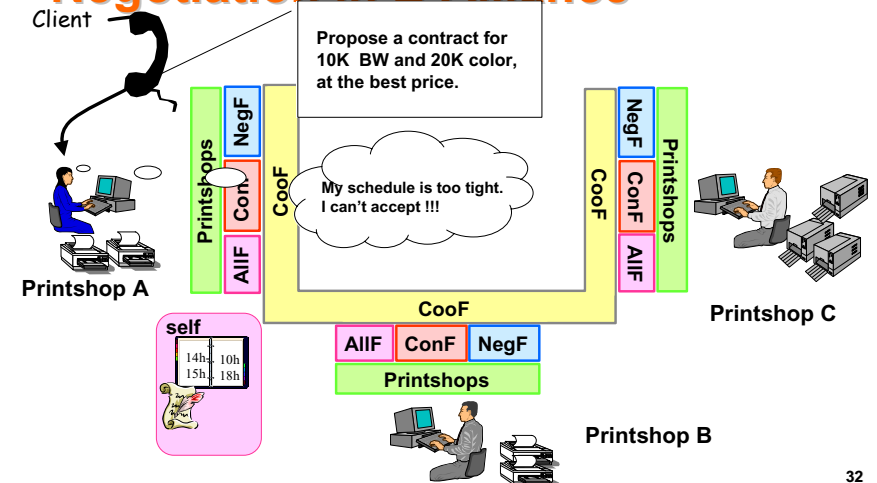 Client
Propose a contract for
10K BW and 20K color,
at the best price.
Printshops
NegF
AllF
CooF
My schedule is too tight.
I can't accept !!!
CooF
NegF
ConF
AllF
Printshops
Printshop A
Printshop C
CooF
self
14h
10h
15h
18h
AllF
ConF
NegF
Printshops
Printshop B
32